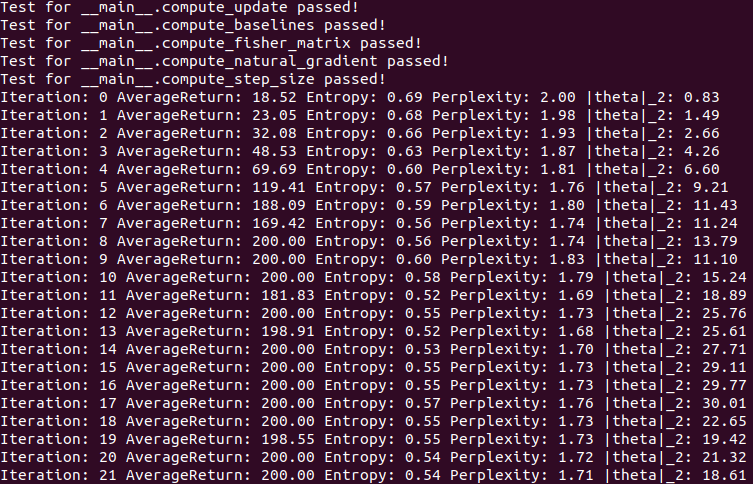 Test for __main__.compute_update passed!
Test for __main__.compute_baselines passed!
Test for __main__.compute_fisher_matrix passed!
Test for __main__.compute_natural_gradient passed!
Test for __main__.compute_step_size passed!
Iteration: 0 AverageReturn: 18.52 Entropy: 0.69 Perplexity: 2.00 |theta|_2: 0.83
Iteration: 1 AverageReturn: 23.05 Entropy: 0.68 Perplexity: 1.98 |theta|_2: 1.49
Iteration: 2 AverageReturn: 32.08 Entropy: 0.66 Perplexity: 1.93 |theta|_2: 2.66
Iteration: 3 AverageReturn: 48.53 Entropy: 0.63 Perplexity: 1.87 |theta|_2: 4.26
Iteration: 4 AverageReturn: 69.69 Entropy: 0.60 Perplexity: 1.81 |theta|_2: 6.60
Iteration: 5 AverageReturn: 119.41 Entropy: 0.57 Perplexity: 1.76 |theta|_2: 9.21
Iteration: 6 AverageReturn: 188.09 Entropy: 0.59 Perplexity: 1.80 |theta|_2: 11.43
Iteration: 7 AverageReturn: 169.42 Entropy: 0.56 Perplexity: 1.74 |theta|_2: 11.24
Iteration: 8 AverageReturn: 200.00 Entropy: 0.56 Perplexity: 1.74 |theta|_2: 13.79
Iteration: 9 AverageReturn: 200.00 Entropy: 0.60 Perplexity: 1.83 |theta|_2: 11.10
Iteration: 10 AverageReturn: 200.00 Entropy: 0.58 Perplexity: 1.79 |theta|_2: 15.24
Iteration: 11 AverageReturn: 181.83 Entropy: 0.52 Perplexity: 1.69 |theta|_2: 18.89
Iteration: 12 AverageReturn: 200.00 Entropy: 0.55 Perplexity: 1.73 |theta|_2: 25.76
Iteration: 13 AverageReturn: 198.91 Entropy: 0.52 Perplexity: 1.68 |theta|_2: 25.61
Iteration: 14 AverageReturn: 200.00 Entropy: 0.53 Perplexity: 1.70 |theta|_2: 27.71
Iteration: 15 AverageReturn: 200.00 Entropy: 0.55 Perplexity: 1.73 |theta|_2: 29.11
Iteration: 16 AverageReturn: 200.00 Entropy: 0.55 Perplexity: 1.73 |theta|_2: 29.77
Iteration: 17 AverageReturn: 200.00 Entropy: 0.57 Perplexity: 1.76 |theta|_2: 30.01
Iteration: 18 AverageReturn: 200.00 Entropy: 0.55 Perplexity: 1.73 |theta|_2: 22.65
Iteration: 19 AverageReturn: 198.55 Entropy: 0.55 Perplexity: 1.73 |theta|_2: 19.42
Iteration: 20 AverageReturn: 200.00 Entropy: 0.54 Perplexity: 1.72 |theta|_2: 21.32
Iteration: 21 AverageReturn: 200.00 Entropy: 0.54 Perplexity: 1.71 |theta|_2: 18.61